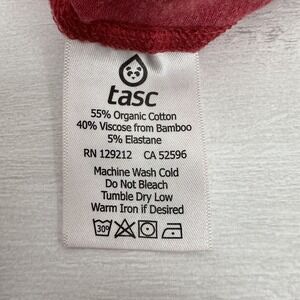 tasc
55% Organic Cotton
40% Viscose from Bamboo
5% Elastane
RN 129212 CA 52596
Machine Wash Cold
Do Not Bleach
Tumble Dry Low
Warm Iron if Desired
30°